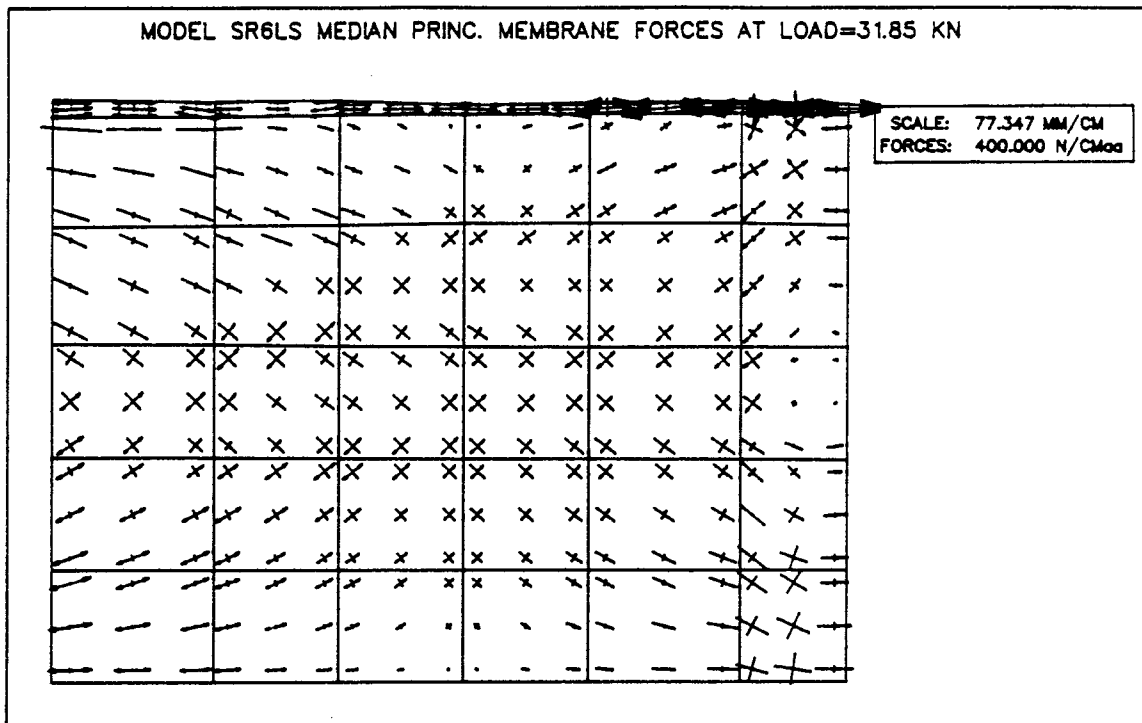 MODEL SR6LS MEDIAN PRINC. MEMBRANE FORCES AT LOAD=31.85 KN
SCALE: 77.347 MM/CM
FORCES: 400.000 N/CMaa